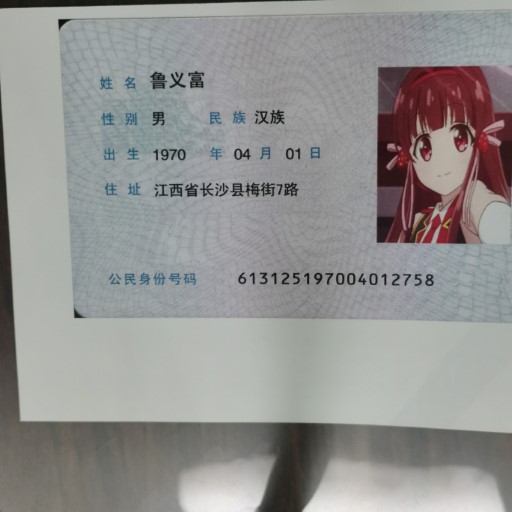 姓名 鲁义富
性别 男 民族 汉族
出生 1970 年 04 月 01 日
住址 江西省长沙县梅街7路
公民身份号码 613125197004012758